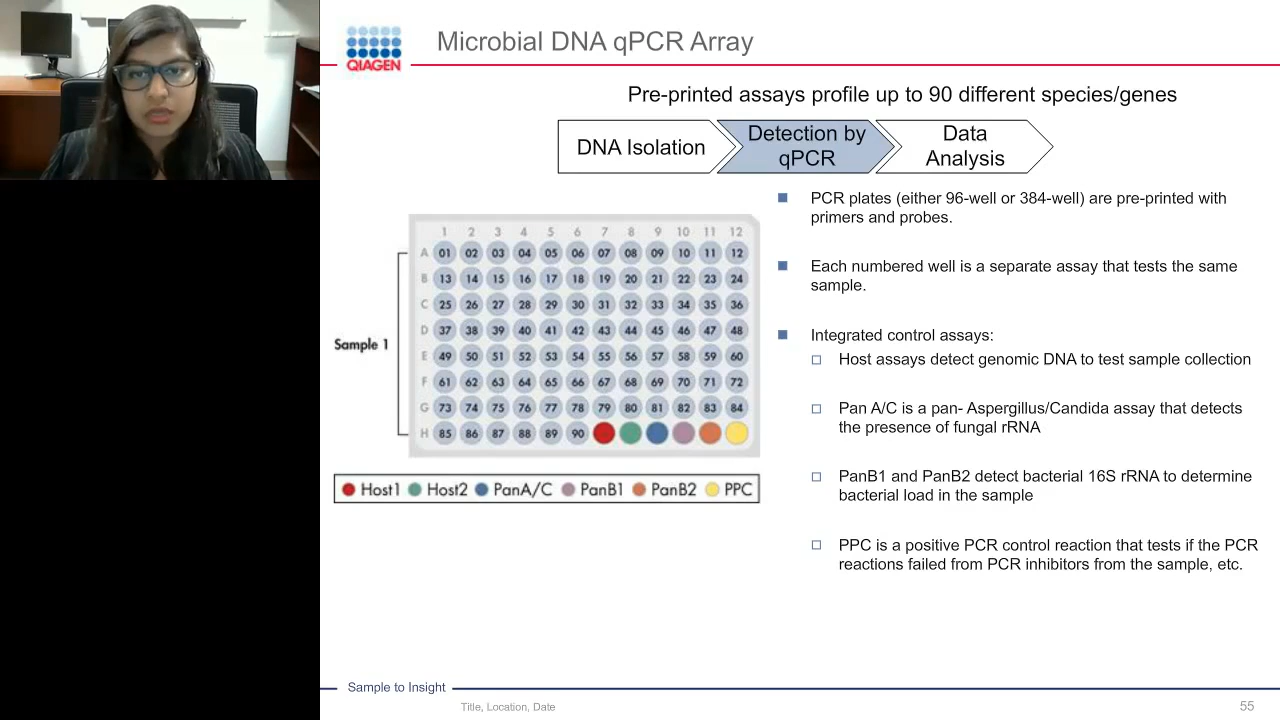 QIAGEN
Microbial DNA qPCR Array
Pre-printed assays profile up to 90 different species/genes
DNA Isolation
Detection by
qPCR
Data
Analysis
PCR plates (either 96-well or 384-well) are pre-printed with
primers and probes.
Each numbered well is a separate assay that tests the same
sample.
Integrated control assays:
Host assays detect genomic DNA to test sample collection
Pan A/C is a pan- Aspergillus/Candida assay that detects
the presence of fungal rRNA
PanB1 and PanB2 detect bacterial 16S rRNA to determine
bacterial load in the sample
PPC is a positive PCR control reaction that tests if the PCR
reactions failed from PCR inhibitors from the sample, etc.
1 2 3 4 5 6 7 8 9 10 11 12
A 01 02 03 04 05 06 07 08 09 10 11 12
B 13 14 15 16 17 18 19 20 21 22 23 24
C 25 26 27 28 29 30 31 32 33 34 35 36
D 37 38 39 40 41 42 43 44 45 46 47 48
Sample 1
E 49 50 51 52 53 54 55 56 57 58 59 60
F 61 62 63 64 65 66 67 68 69 70 71 72
G 73 74 75 76 77 78 79 80 81 82 83 84
H 85 86 87 88 89 90
Host1 Host2 PanA/C PanB1 PanB2 PPC
Sample to Insight
Title, Location, Date
55